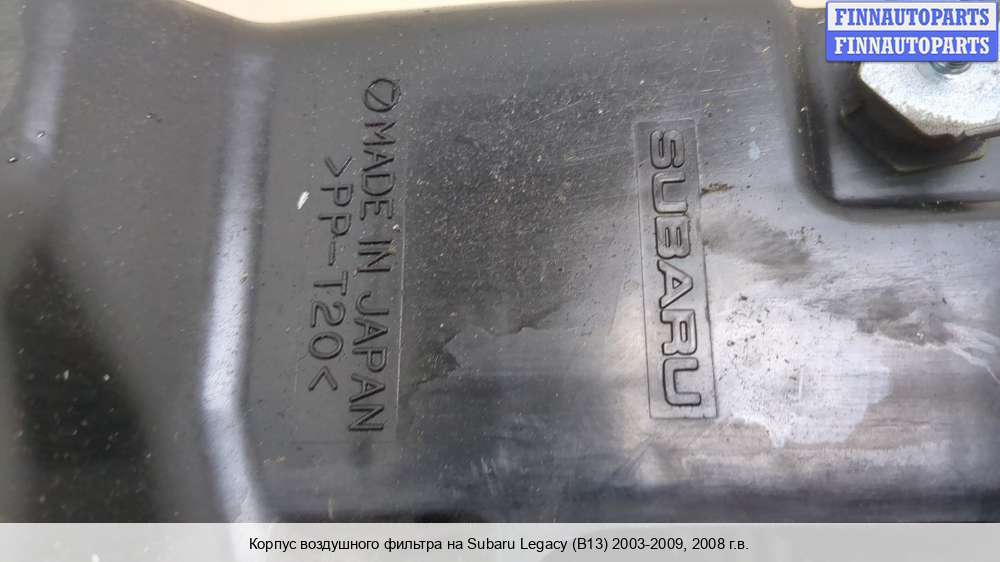 FINNAUTOPARTS
FINNAUTOPARTS
MADE IN JAPAN
>PP-T20<
SUBARU
Корпус воздушного фильтра на Subaru Legacy (B13) 2003-2009, 2008 г.в.